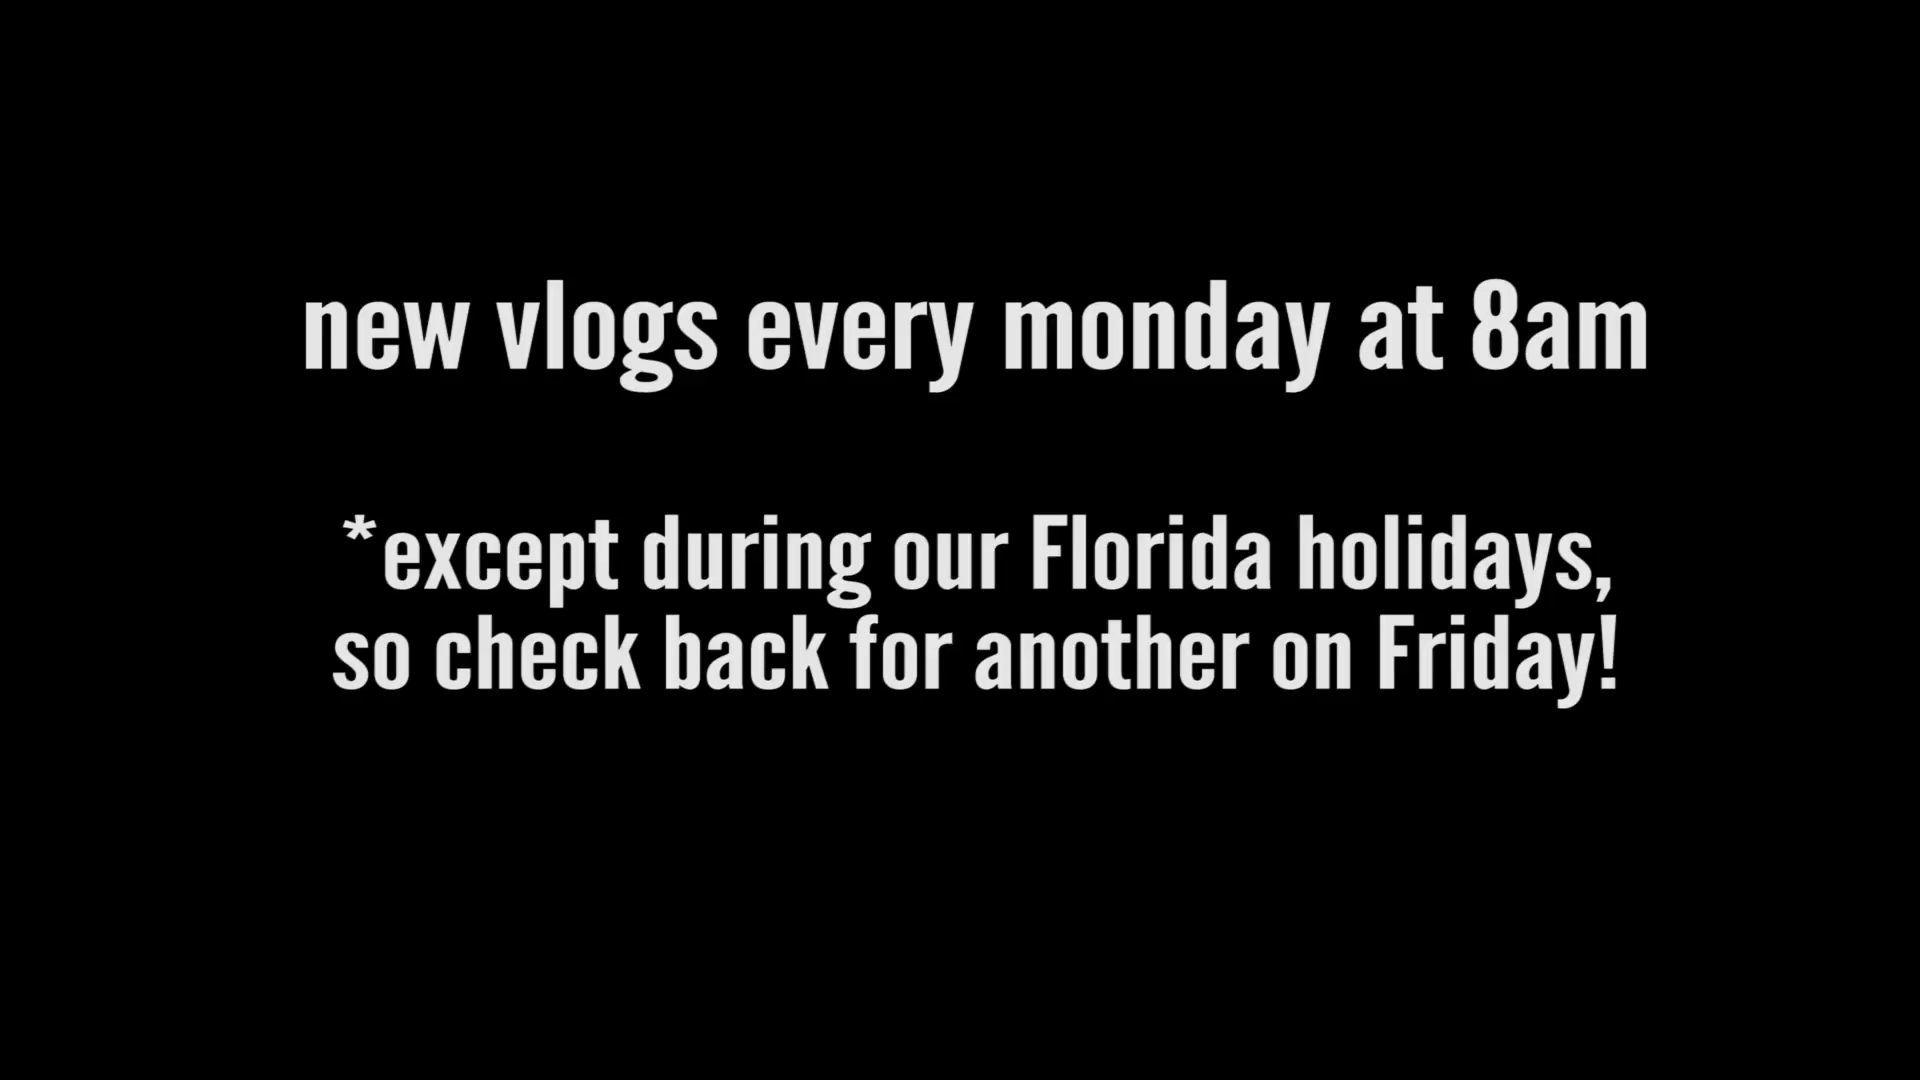 new vlogs every monday at 8am
*except during our Florida holidays,
so check back for another on Friday!